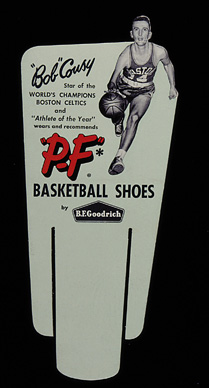 "Bob" Cousy
Star of the
WORLD'S CHAMPIONS
BOSTON CELTICS
and
"Athlete of the Year"
wears and recommends
"P-F"*
®
BASKETBALL SHOES
by B.F.Goodrich
BOSTON